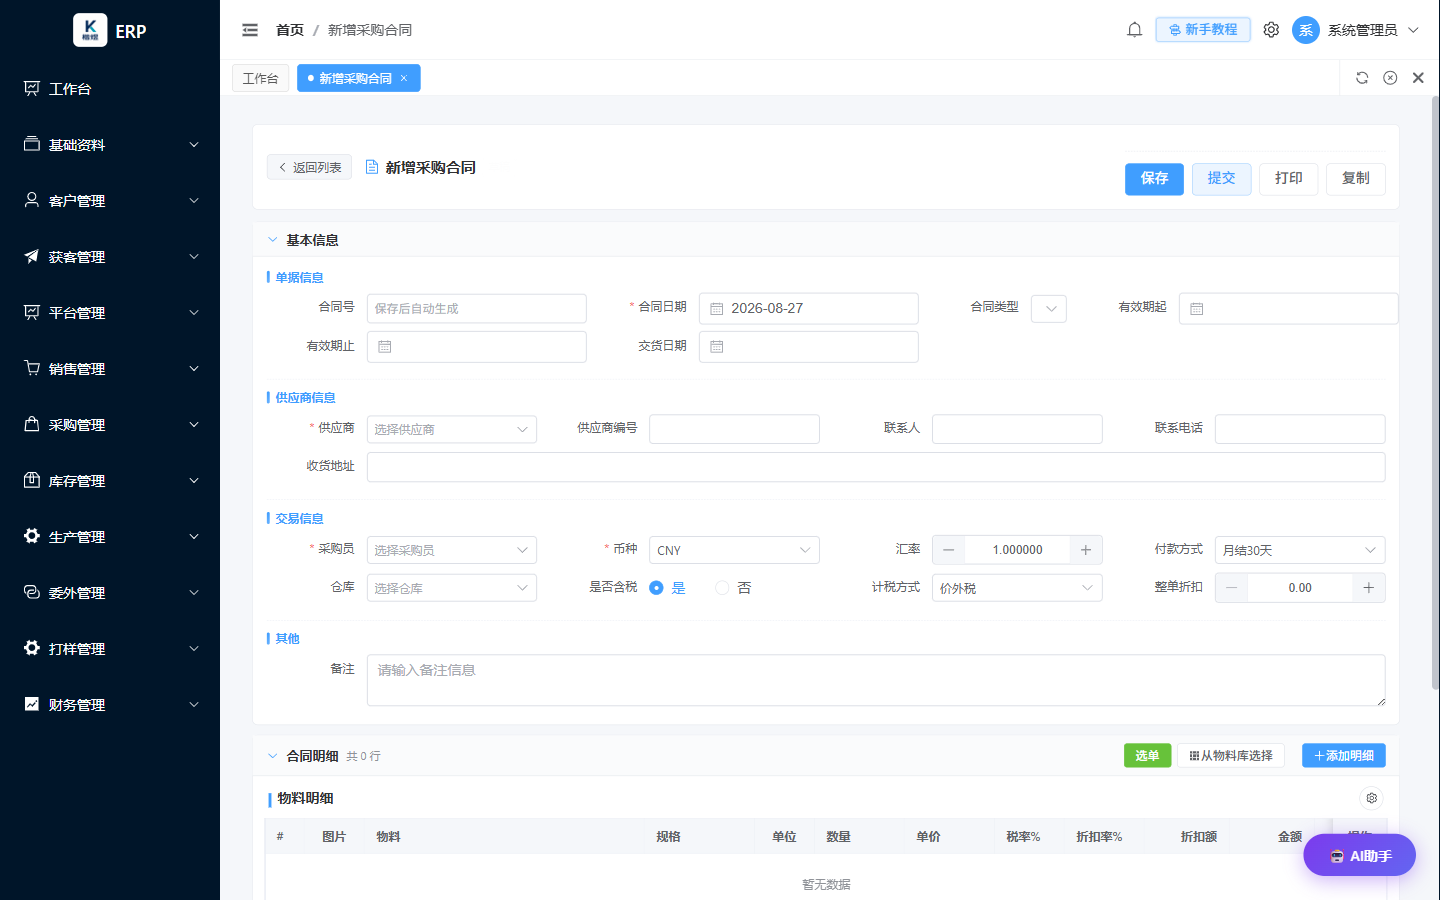 K
ERP
首页 / 新增采购合同
新手教程
系
系统管理员
工作台
新增采购合同 ×
工作台
基础资料
客户管理
获客管理
平台管理
销售管理
采购管理
库存管理
生产管理
委外管理
打样管理
财务管理
返回列表
新增采购合同
保存
提交
打印
复制
基本信息
单据信息
合同号 保存后自动生成
* 合同日期 2026-08-27
合同类型
有效期起
有效期止
交货日期
供应商信息
* 供应商 选择供应商
供应商编号
联系人
联系电话
收货地址
交易信息
* 采购员 选择采购员
* 币种 CNY
汇率 1.000000
付款方式 月结30天
仓库 选择仓库
是否含税 是 否
计税方式 价外税
整单折扣 0.00
其他
备注 请输入备注信息
合同明细 共 0 行
选单
从物料库选择
添加明细
物料明细
# 图片 物料 规格 单位 数量 单价 税率% 折扣率% 折扣额 金额
暂无数据
AI助手